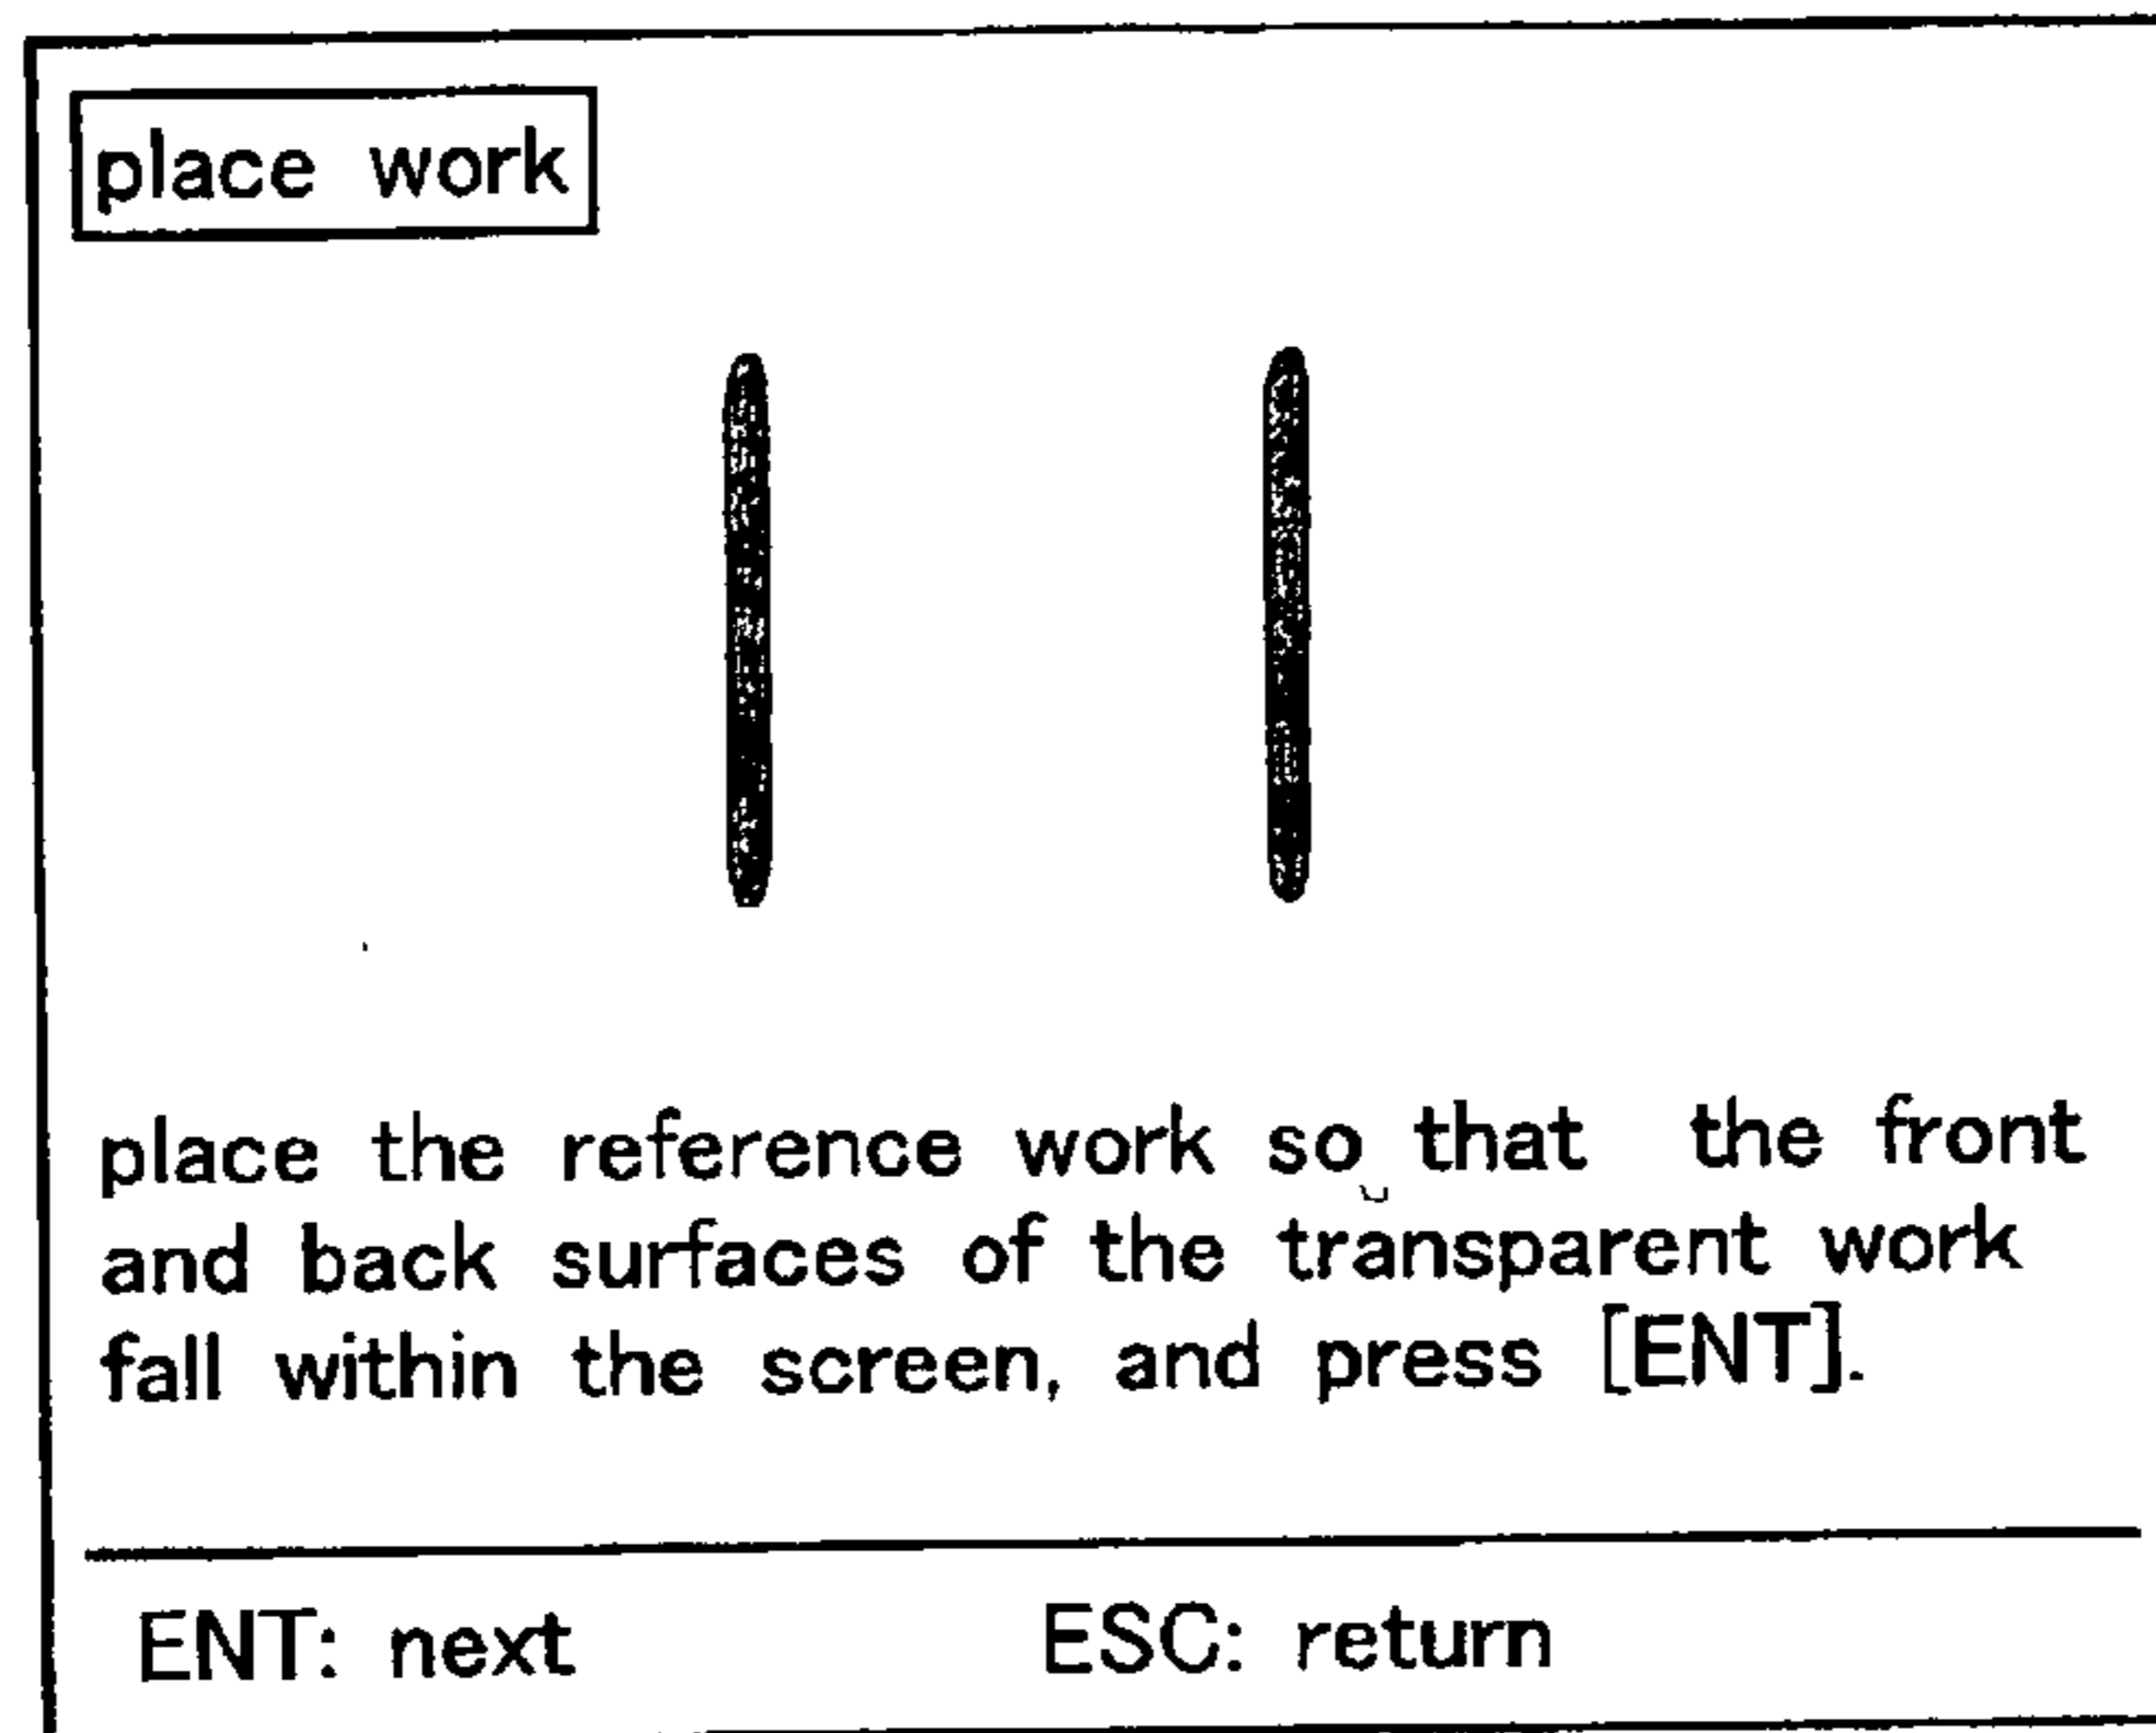 place work
place the reference work so that the front
and back surfaces of the transparent work
fall within the screen, and press [ENT].
ENT: next
ESC: return